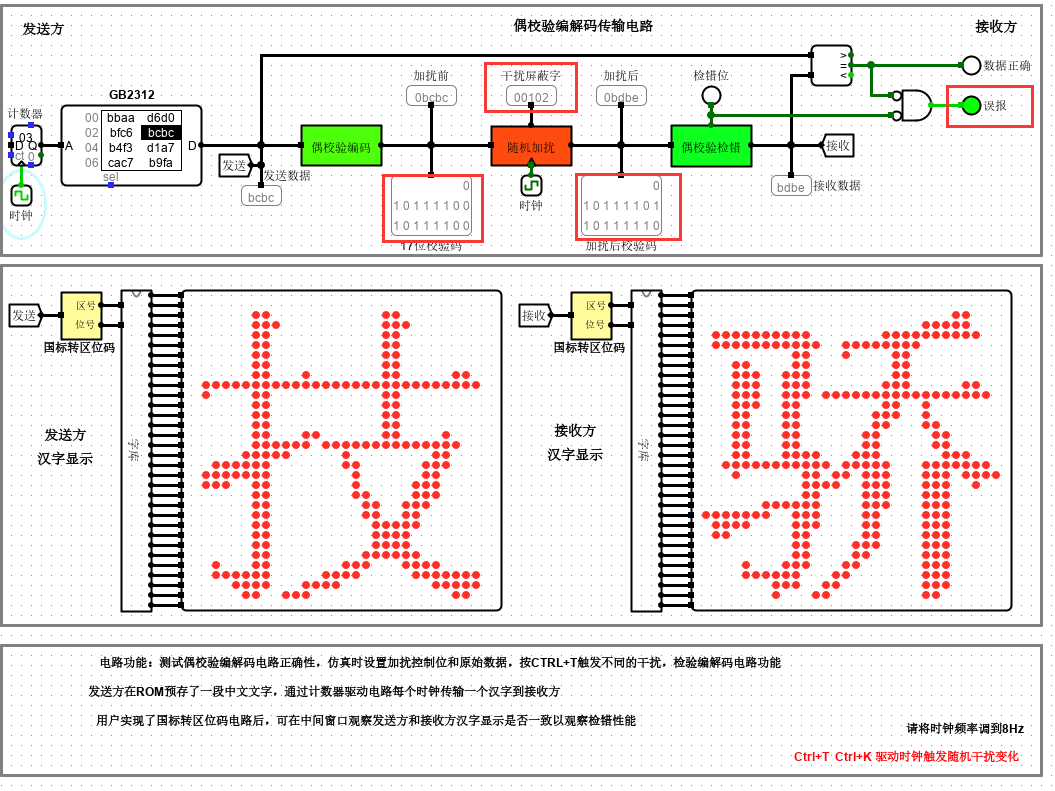 发送方
偶校验编解码传输电路
接收方
计数器
GB2312
加扰前
干扰屏蔽字
加扰后
检错位
> = <
数据正确
误报
03
D Q
ct 0
A
00 bbaa d6d0
02 bfc6 bcbc
04 b4f3 d1a7
06 cac7 b9fa
D
sel
0bcbc
00102
0bdbe
偶校验编码
随机加扰
偶校验检错
接收
发送
发送数据
bcbc
时钟
0
1 0 1 1 1 1 0 0
1 0 1 1 1 1 0 0
17位校验码
时钟
0
1 0 1 1 1 1 0 1
1 0 1 1 1 1 1 0
加扰后校验码
bdbe
接收数据
发送
区号
位号
国标转区位码
发送方
汉字显示
字库
技
接收
区号
位号
国标转区位码
接收方
汉字显示
字库
骄
电路功能：测试偶校验编解码电路正确性，仿真时设置加扰控制位和原始数据，按CTRL+T触发不同的干扰，检验编解码电路功能
发送方在ROM预存了一段中文文字，通过计数器驱动电路每个时钟传输一个汉字到接收方
用户实现了国标转区位码电路后，可在中间窗口观察发送方和接收方汉字显示是否一致以观察检错性能
请将时钟频率调到8Hz
Ctrl+T Ctrl+K 驱动时钟触发随机干扰变化